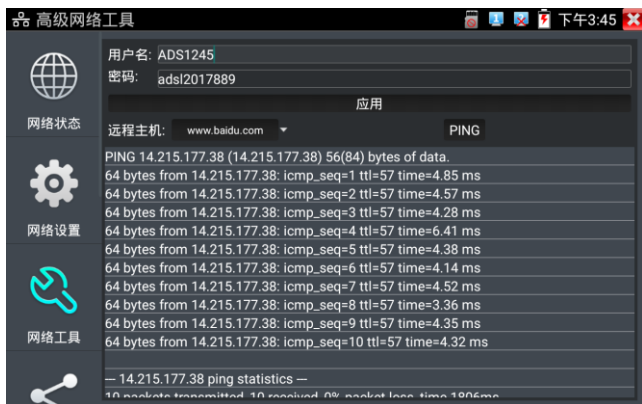 高级网络工具
下午3:45
用户名: ADS1245
密码: adsl2017889
应用
网络状态
远程主机: www.baidu.com PING
PING 14.215.177.38 (14.215.177.38) 56(84) bytes of data.
64 bytes from 14.215.177.38: icmp_seq=1 ttl=57 time=4.85 ms
64 bytes from 14.215.177.38: icmp_seq=2 ttl=57 time=4.57 ms
64 bytes from 14.215.177.38: icmp_seq=3 ttl=57 time=4.28 ms
64 bytes from 14.215.177.38: icmp_seq=4 ttl=57 time=6.41 ms
网络设置
64 bytes from 14.215.177.38: icmp_seq=5 ttl=57 time=4.38 ms
64 bytes from 14.215.177.38: icmp_seq=6 ttl=57 time=4.14 ms
64 bytes from 14.215.177.38: icmp_seq=7 ttl=57 time=4.52 ms
64 bytes from 14.215.177.38: icmp_seq=8 ttl=57 time=3.36 ms
64 bytes from 14.215.177.38: icmp_seq=9 ttl=57 time=4.35 ms
网络工具
64 bytes from 14.215.177.38: icmp_seq=10 ttl=57 time=4.32 ms
— 14.215.177.38 ping statistics —
10 packets transmitted, 10 received, 0% packet loss, time 1806ms